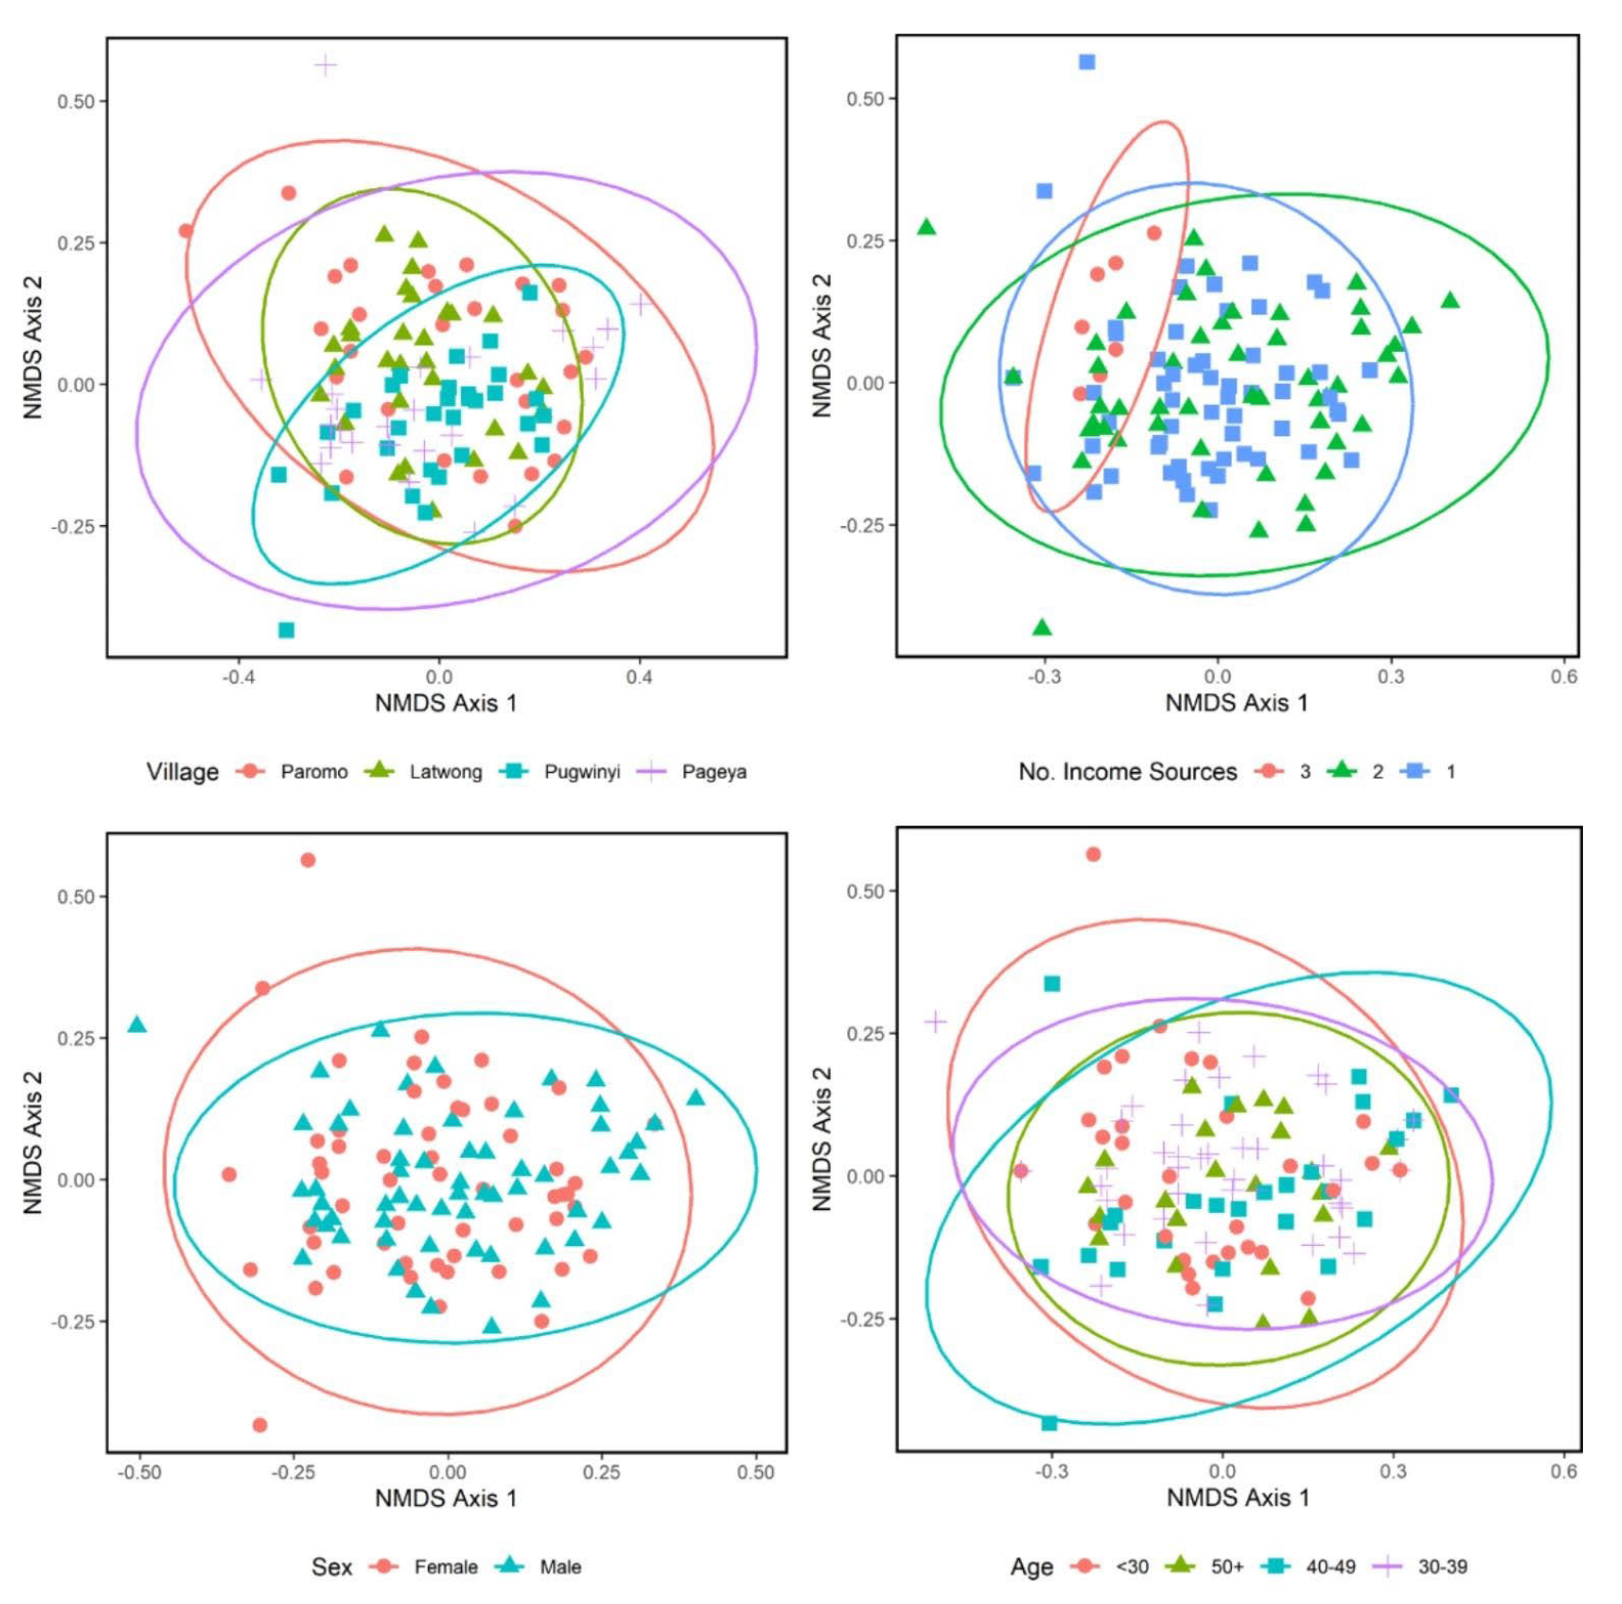 0.50
0.25
0.00
-0.25
NMDS Axis 2
-0.4 0.0 0.4
NMDS Axis 1
Village Paromo Latwong Pugwinyi Pageya
0.50
0.25
0.00
-0.25
NMDS Axis 2
-0.3 0.0 0.3 0.6
NMDS Axis 1
No. Income Sources 3 2 1
0.50
0.25
0.00
-0.25
NMDS Axis 2
-0.50 -0.25 0.00 0.25 0.50
NMDS Axis 1
Sex Female Male
0.50
0.25
0.00
-0.25
NMDS Axis 2
-0.3 0.0 0.3 0.6
NMDS Axis 1
Age <30 50+ 40-49 30-39